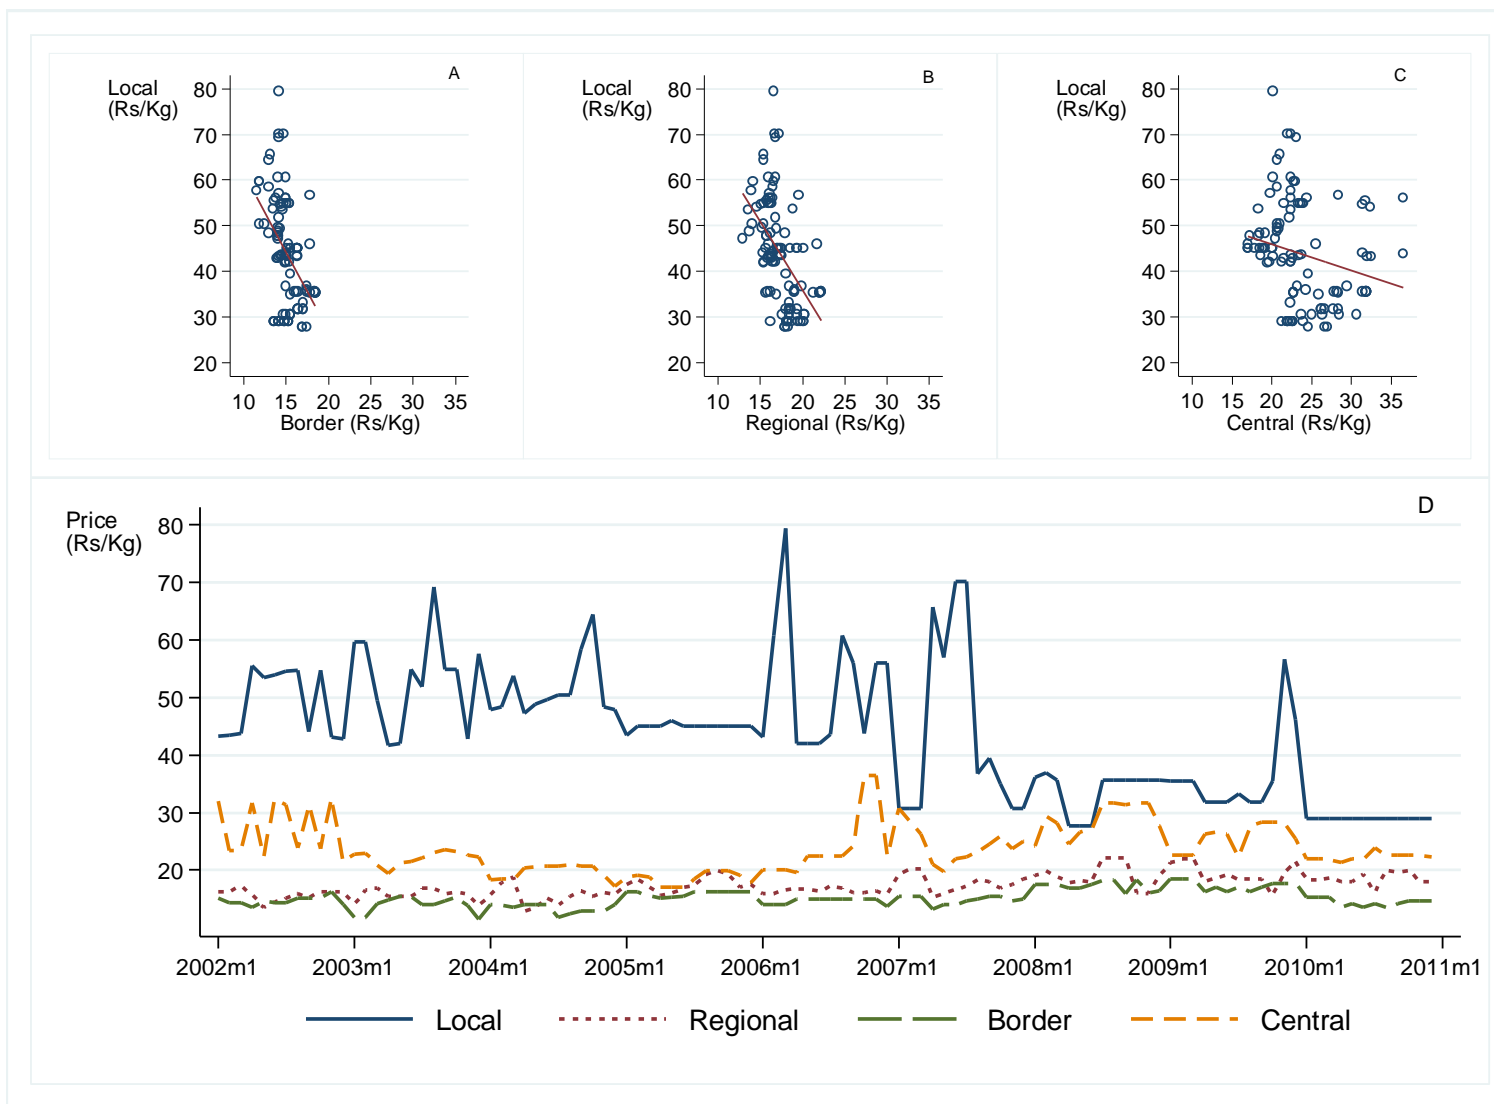 A
Local
(Rs/Kg)
80
70
60
50
40
30
20
10 15 20 25 30 35
Border (Rs/Kg)
B
Local
(Rs/Kg)
80
70
60
50
40
30
20
10 15 20 25 30 35
Regional (Rs/Kg)
C
Local
(Rs/Kg)
80
70
60
50
40
30
20
10 15 20 25 30 35
Central (Rs/Kg)
D
Price
(Rs/Kg)
80
70
60
50
40
30
20
2002m1 2003m1 2004m1 2005m1 2006m1 2007m1 2008m1 2009m1 2010m1 2011m1
Local Regional Border Central